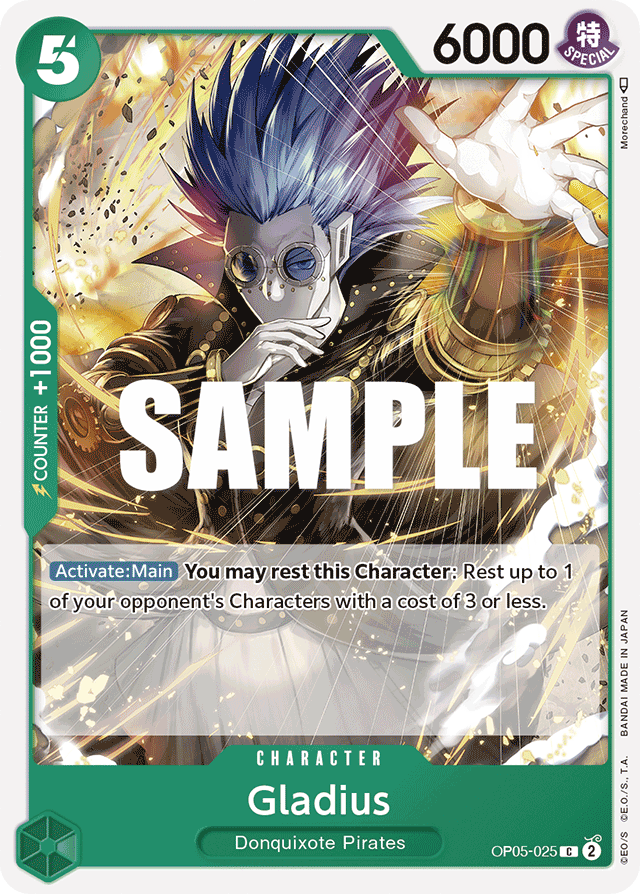 5
6000
特
SPECIAL
Morechand
COUNTER +1000
SAMPLE
Activate:Main You may rest this Character: Rest up to 1
of your opponent's Characters with a cost of 3 or less.
CHARACTER
Gladius
Donquixote Pirates
OP05-025 C 2
©E.O/S ©E.O./S., T.A. BANDAI MADE IN JAPAN